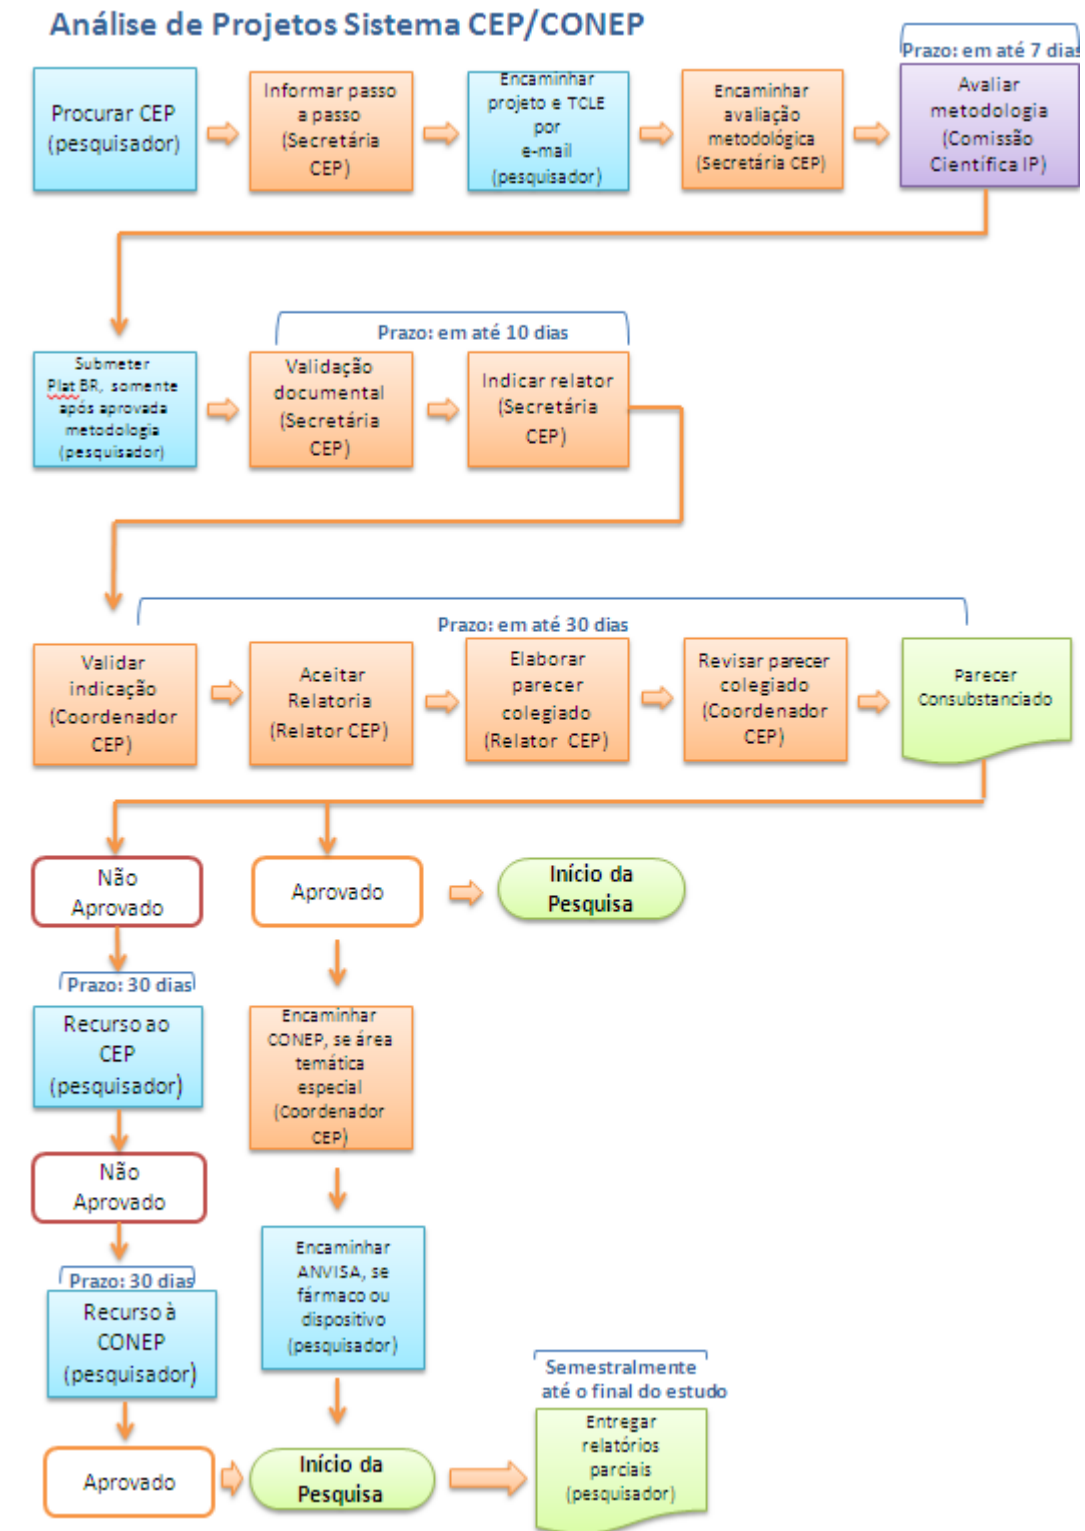 Análise de Projetos Sistema CEP/CONEP
Prazo: em até 7 dias
Procurar CEP
(pesquisador)
Informar passo
a passo
(Secretária
CEP)
Encaminhar
projeto e TCLE
por
e-mail
(pesquisador)
Encaminhar
avaliação
metodológica
(Secretária CEP)
Avaliar
metodologia
(Comissão
Científica IP)
Prazo: em até 10 dias
Submeter
Plat BR, somente
após aprovada
metodologia
(pesquisador)
Validação
documental
(Secretária
CEP)
Indicar relator
(Secretária
CEP)
Prazo: em até 30 dias
Validar
indicação
(Coordenador
CEP)
Aceitar
Relatoria
(Relator CEP)
Elaborar
parecer
colegiado
(Relator CEP)
Revisar parecer
colegiado
(Coordenador
CEP)
Parecer
Consubstanciado
Não
Aprovado
Aprovado
Início da
Pesquisa
Prazo: 30 dias
Recurso ao
CEP
(pesquisador)
Encaminhar
CONEP, se área
temática
especial
(Coordenador
CEP)
Não
Aprovado
Prazo: 30 dias
Recurso à
CONEP
(pesquisador)
Encaminhar
ANVISA, se
fármaco ou
dispositivo
(pesquisador)
Semestralmente
até o final do estudo
Aprovado
Início da
Pesquisa
Entregar
relatórios
parciais
(pesquisador)